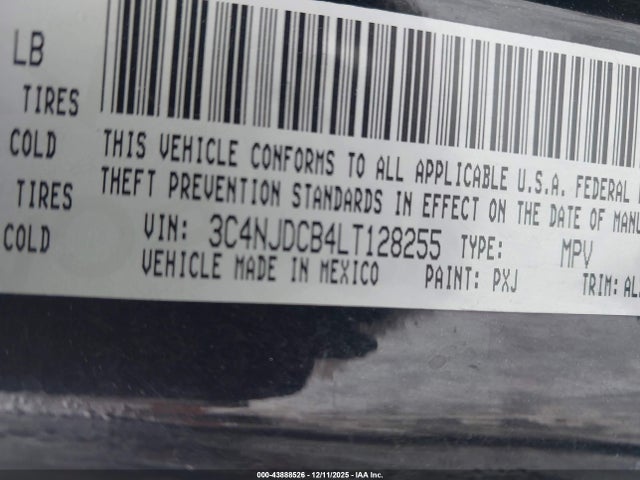 LB
TIRES
COLD
TIRES
COLD
THIS VEHICLE CONFORMS TO ALL APPLICABLE U.S.A. FEDERAL
THEFT PREVENTION STANDARDS IN EFFECT ON THE DATE OF MANU
VIN: 3C4NJDCB4LT128255 TYPE: MPV
VEHICLE MADE IN MEXICO PAINT: PXJ TRIM: AL
000-43888526 - 12/11/2025 - IAA Inc.